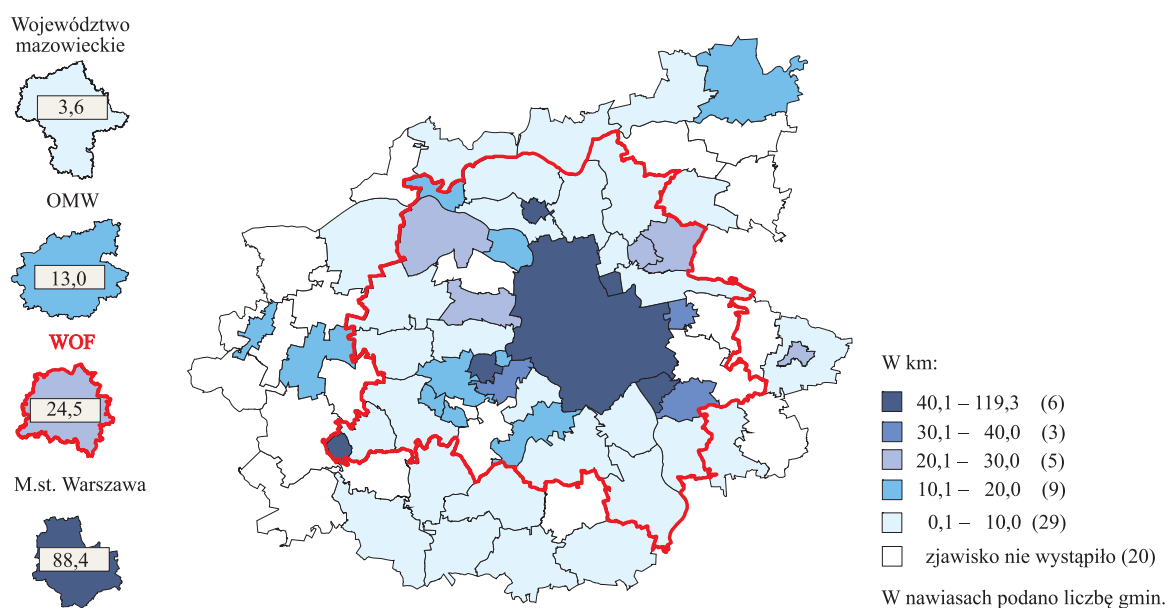 Województwo
mazowieckie
3,6
OMW
13,0
WOF
24,5
M.st. Warszawa
88,4
W km:
40,1 – 119,3 (6)
30,1 – 40,0 (3)
20,1 – 30,0 (5)
10,1 – 20,0 (9)
0,1 – 10,0 (29)
zjawisko nie wystąpiło (20)
W nawiasach podano liczbę gmin.